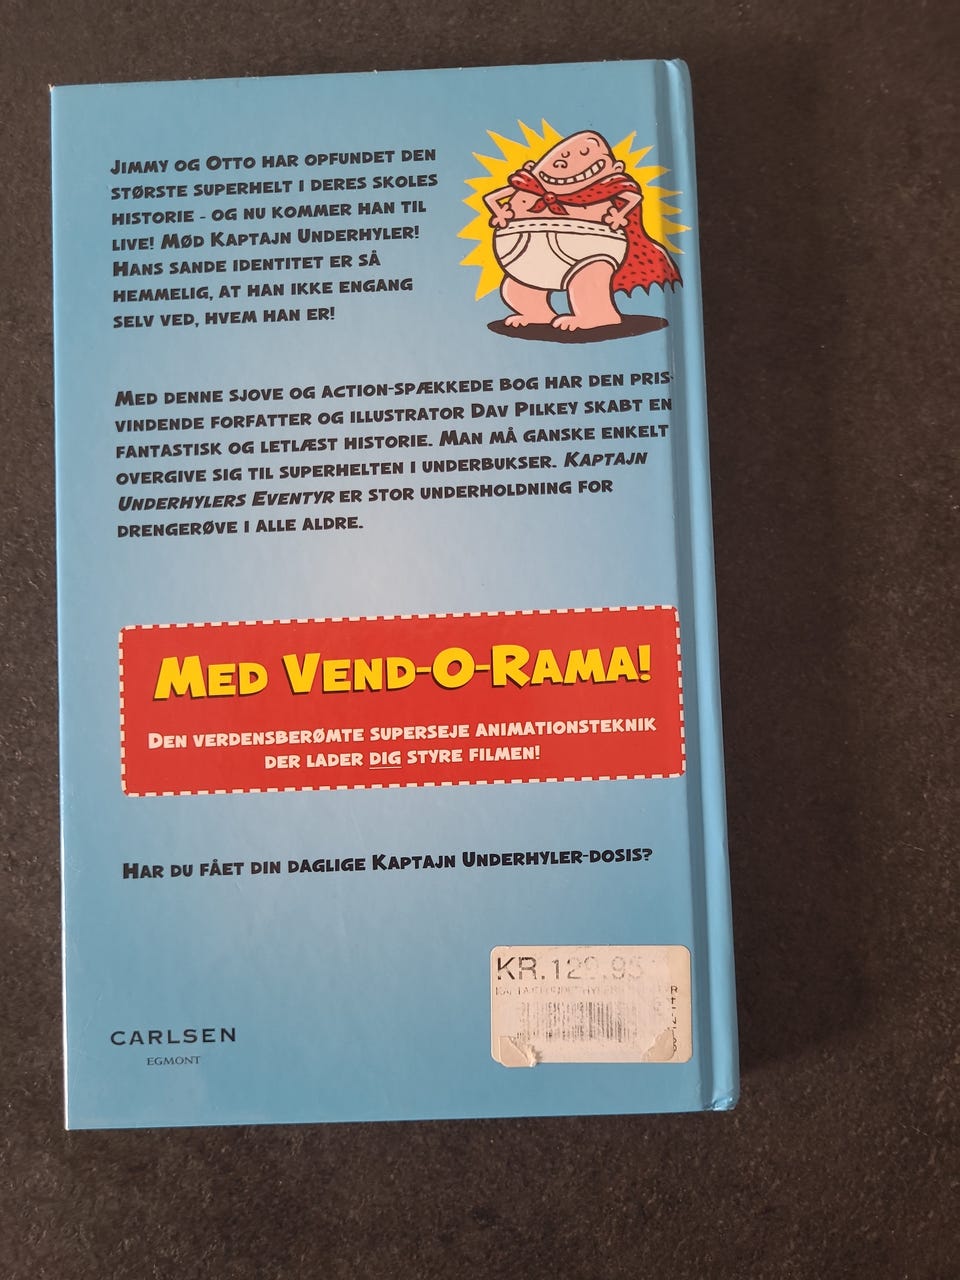 Jimmy og Otto har opfundet den
største superhelt i deres skoles
historie - og nu kommer han til
live! Mød Kaptajn Underhyler!
Hans sande identitet er så
hemmelig, at han ikke engang
selv ved, hvem han er!
Med denne sjove og action-spækkede bog har den pris-
vindende forfatter og illustrator Dav Pilkey skabt en
fantastisk og letlæst historie. Man må ganske enkelt
overgive sig til superhelten i underbukser. Kaptajn
Underhylers Eventyr er stor underholdning for
drengerøve i alle aldre.
Med Vend-O-Rama!
Den verdensberømte superseje animationsteknik
der lader dig styre filmen!
Har du fået din daglige Kaptajn Underhyler-dosis?
KR.129.95
CARLSEN
EGMONT